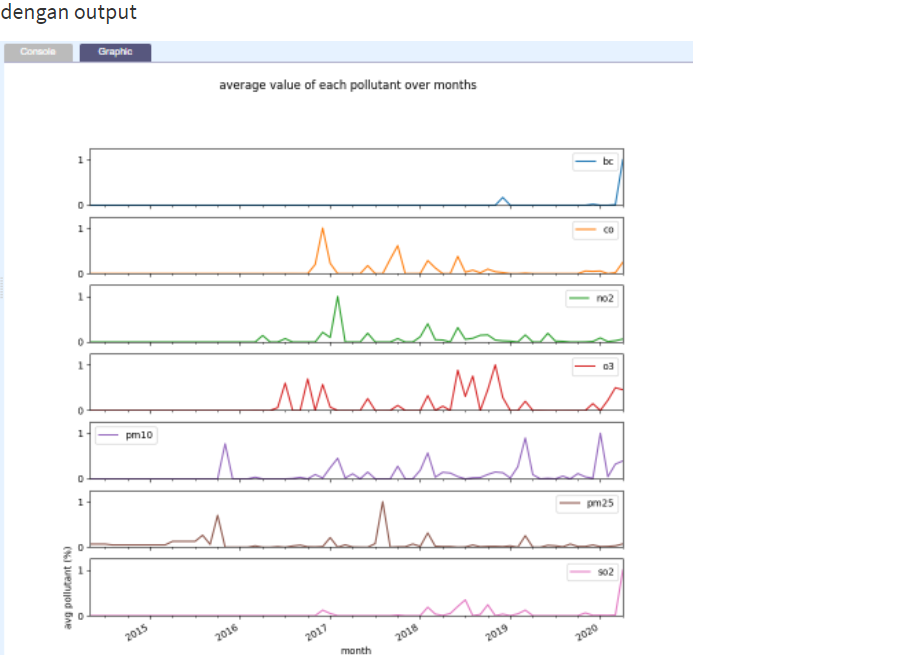 dengan output
Console Graphic
average value of each pollutant over months
1
bc
0
1
co
0
1
no2
0
1
o3
0
1
pm10
0
1
pm25
0
1
so2
0
avg pollutant (%)
2015 2016 2017 2018 2019 2020
month